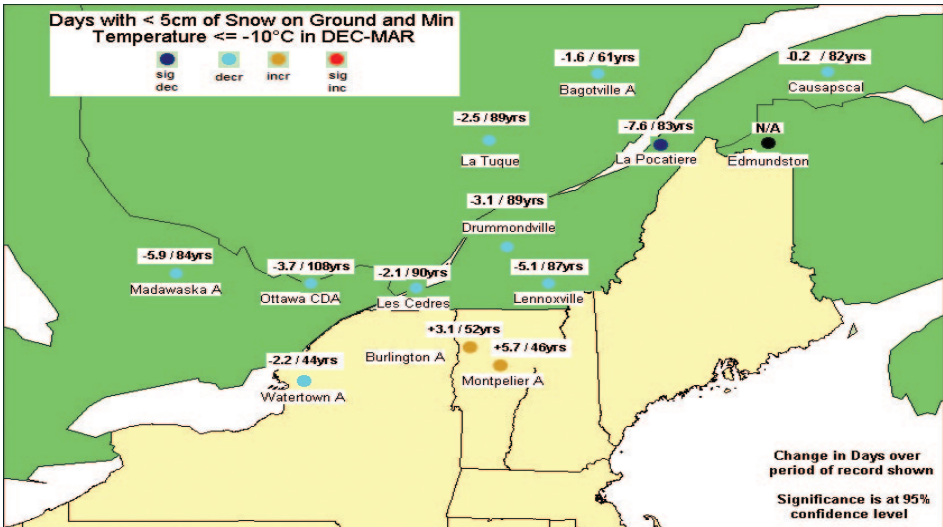 Days with < 5cm of Snow on Ground and Min
Temperature <= -10°C in DEC-MAR
sig dec
decr
incr
sig inc
-1.6 / 61yrs
Bagotville A
-0.2 / 82yrs
Causapscal
-2.5 / 89yrs
La Tuque
-7.6 / 83yrs
La Pocatiere
N/A
Edmundston
-3.1 / 89yrs
Drummondville
-5.9 / 84yrs
Madawaska A
-3.7 / 108yrs
Ottawa CDA
-2.1 / 90yrs
Les Cedres
-5.1 / 87yrs
Lennoxville
+3.1 / 52yrs
Burlington A
+5.7 / 46yrs
Montpelier A
-2.2 / 44yrs
Watertown A
Change in Days over
period of record shown
Significance is at 95%
confidence level